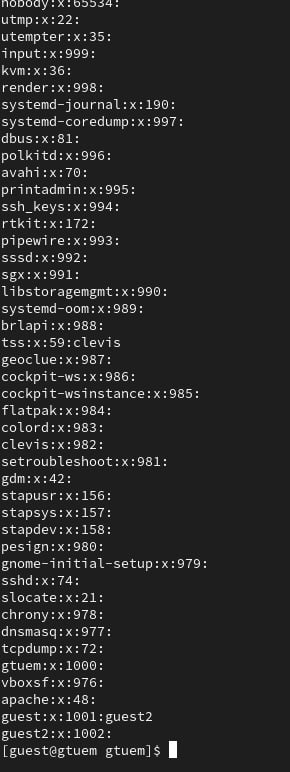 nobody:x:65534:
utmp:x:22:
utempter:x:35:
input:x:999:
kvm:x:36:
render:x:998:
systemd-journal:x:190:
systemd-coredump:x:997:
dbus:x:81:
polkitd:x:996:
avahi:x:70:
printadmin:x:995:
ssh_keys:x:994:
rtkit:x:172:
pipewire:x:993:
sssd:x:992:
sgx:x:991:
libstoragemgmt:x:990:
systemd-oom:x:989:
brlapi:x:988:
tss:x:59:clevis
geoclue:x:987:
cockpit-ws:x:986:
cockpit-wsinstance:x:985:
flatpak:x:984:
colord:x:983:
clevis:x:982:
setroubleshoot:x:981:
gdm:x:42:
stapusr:x:156:
stapsys:x:157:
stapdev:x:158:
pesign:x:980:
gnome-initial-setup:x:979:
sshd:x:74:
slocate:x:21:
chrony:x:978:
dnsmasq:x:977:
tcpdump:x:72:
gtuem:x:1000:
vboxsf:x:976:
apache:x:48:
guest:x:1001:guest2
guest2:x:1002:
[guest@gtuem gtuem]$